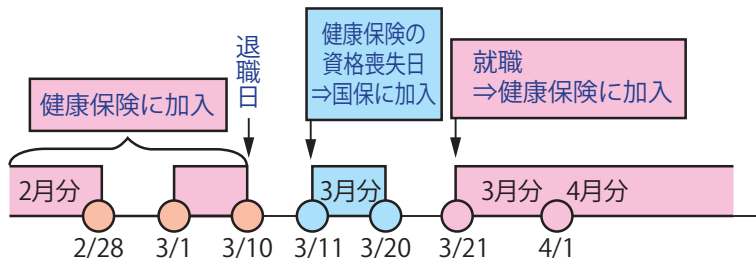 健康保険に加入
退職日
健康保険の
資格喪失日
⇒国保に加入
就職
⇒健康保険に加入
2月分
3月分
3月分
4月分
2/28
3/1
3/10
3/11
3/20
3/21
4/1